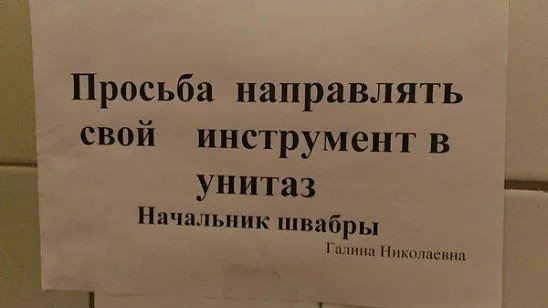 Просьба направлять
свой инструмент в
унитаз
Начальник швабры
Галина Николаевна